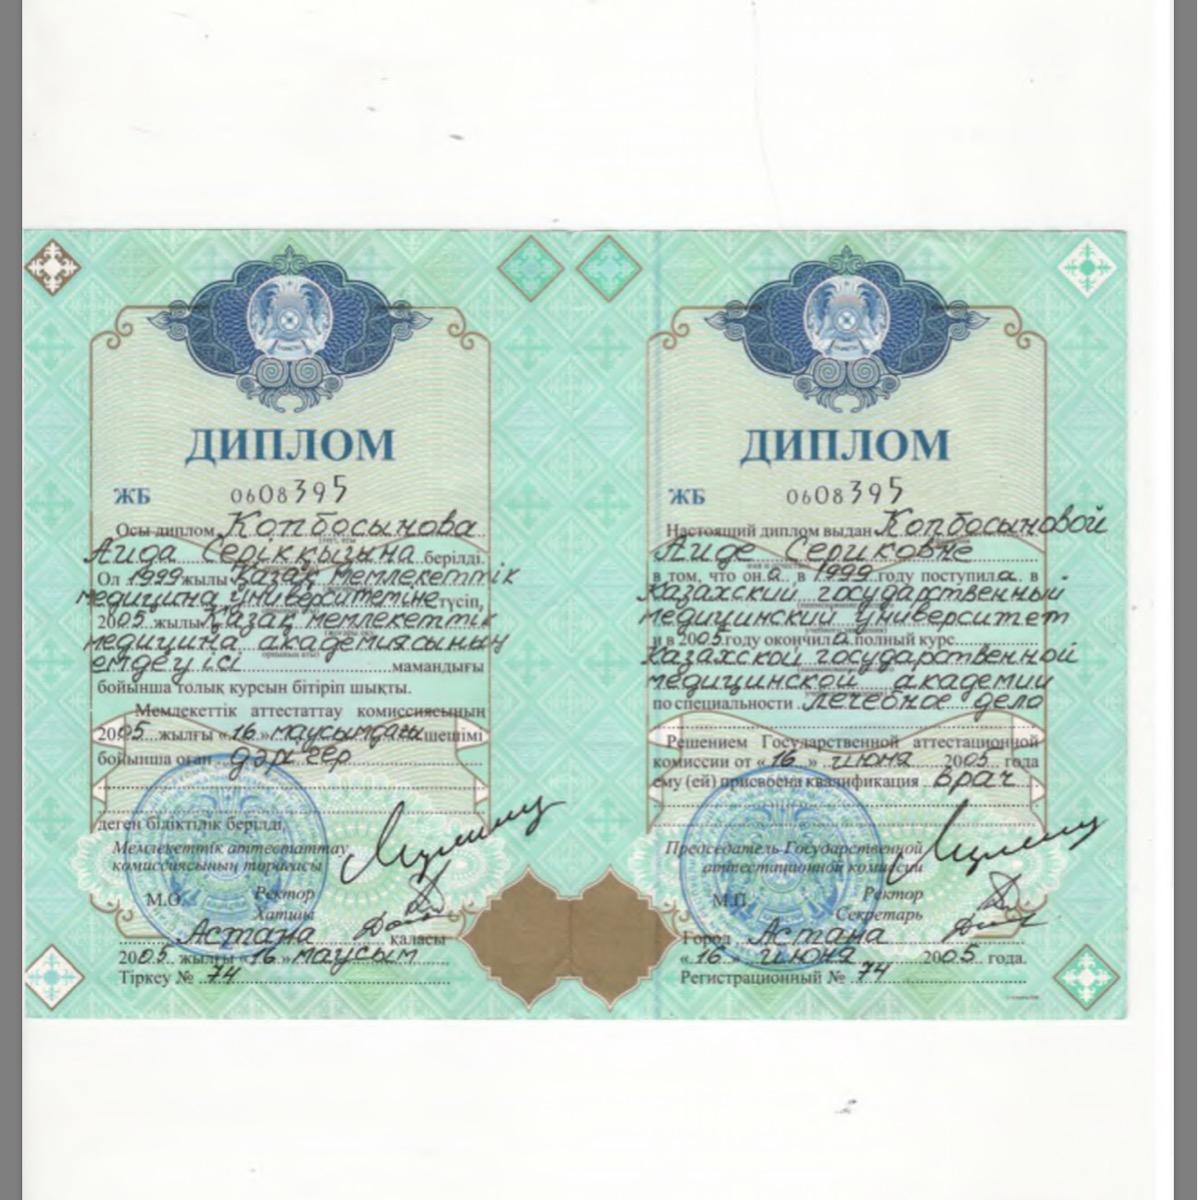 ДИПЛОМ
ЖБ 0608395
Осы диплом Копбосынова
Аида Серікқызына берілді.
Ол 1999 жылы Қазақ мемлекеттік
медицина университетіне түсіп,
2005 жылы Қазақ мемлекеттік
медицина академиясының
емдеу ісі мамандығы
бойынша толық курсын бітіріп шықты.
Мемлекеттік аттестаттау комиссиясының
2005 жылғы «16» маусымдағы шешімі
бойынша оған дәрігер
деген біліктілік берілді.
Мемлекеттік аттестаттау
комиссиясының төрағасы
М.О. Ректор
Хатшы
Астана қаласы
2005 жылғы «16» маусым
Тіркеу № 74
ДИПЛОМ
ЖБ 0608395
Настоящий диплом выдан Копбосыновой
Аиде Сериковне
в том, что он а в 1999 году поступил а в
Казахский государственный
медицинский университет
и в 2005 году окончил а полный курс
Казахской государственной
медицинской академии
по специальности лечебное дело
Решением Государственной аттестационной
комиссии от «16» июня 2005 года
ему (ей) присвоена квалификация врач
Председатель Государственной
аттестационной комиссии
М.П. Ректор
Секретарь
Город Астана
«16» июня 2005 года.
Регистрационный № 74